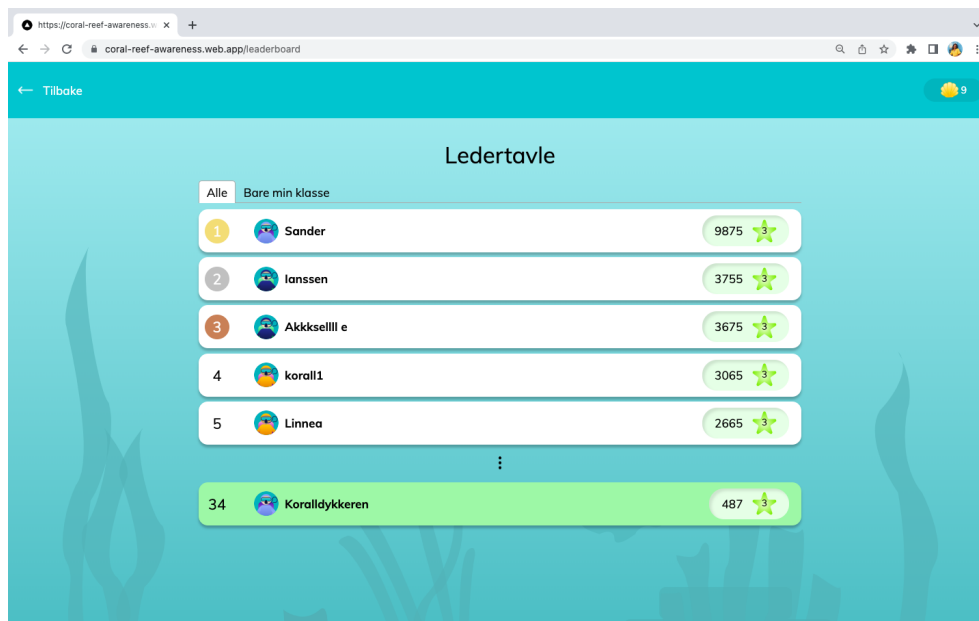 https://coral-reef-awareness.w
coral-reef-awareness.web.app/leaderboard
Tilbake
9
Ledertavle
Alle Bare min klasse
1 Sander 9875 3
2 lanssen 3755 3
3 Akkksellll e 3675 3
4 korall1 3065 3
5 Linnea 2665 3
34 Koralldykkeren 487 3